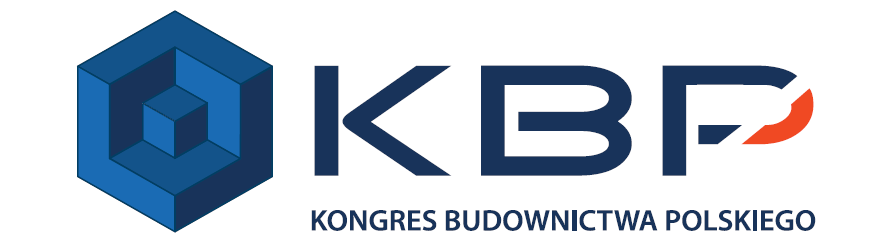 KBP
KONGRES BUDOWNICTWA POLSKIEGO